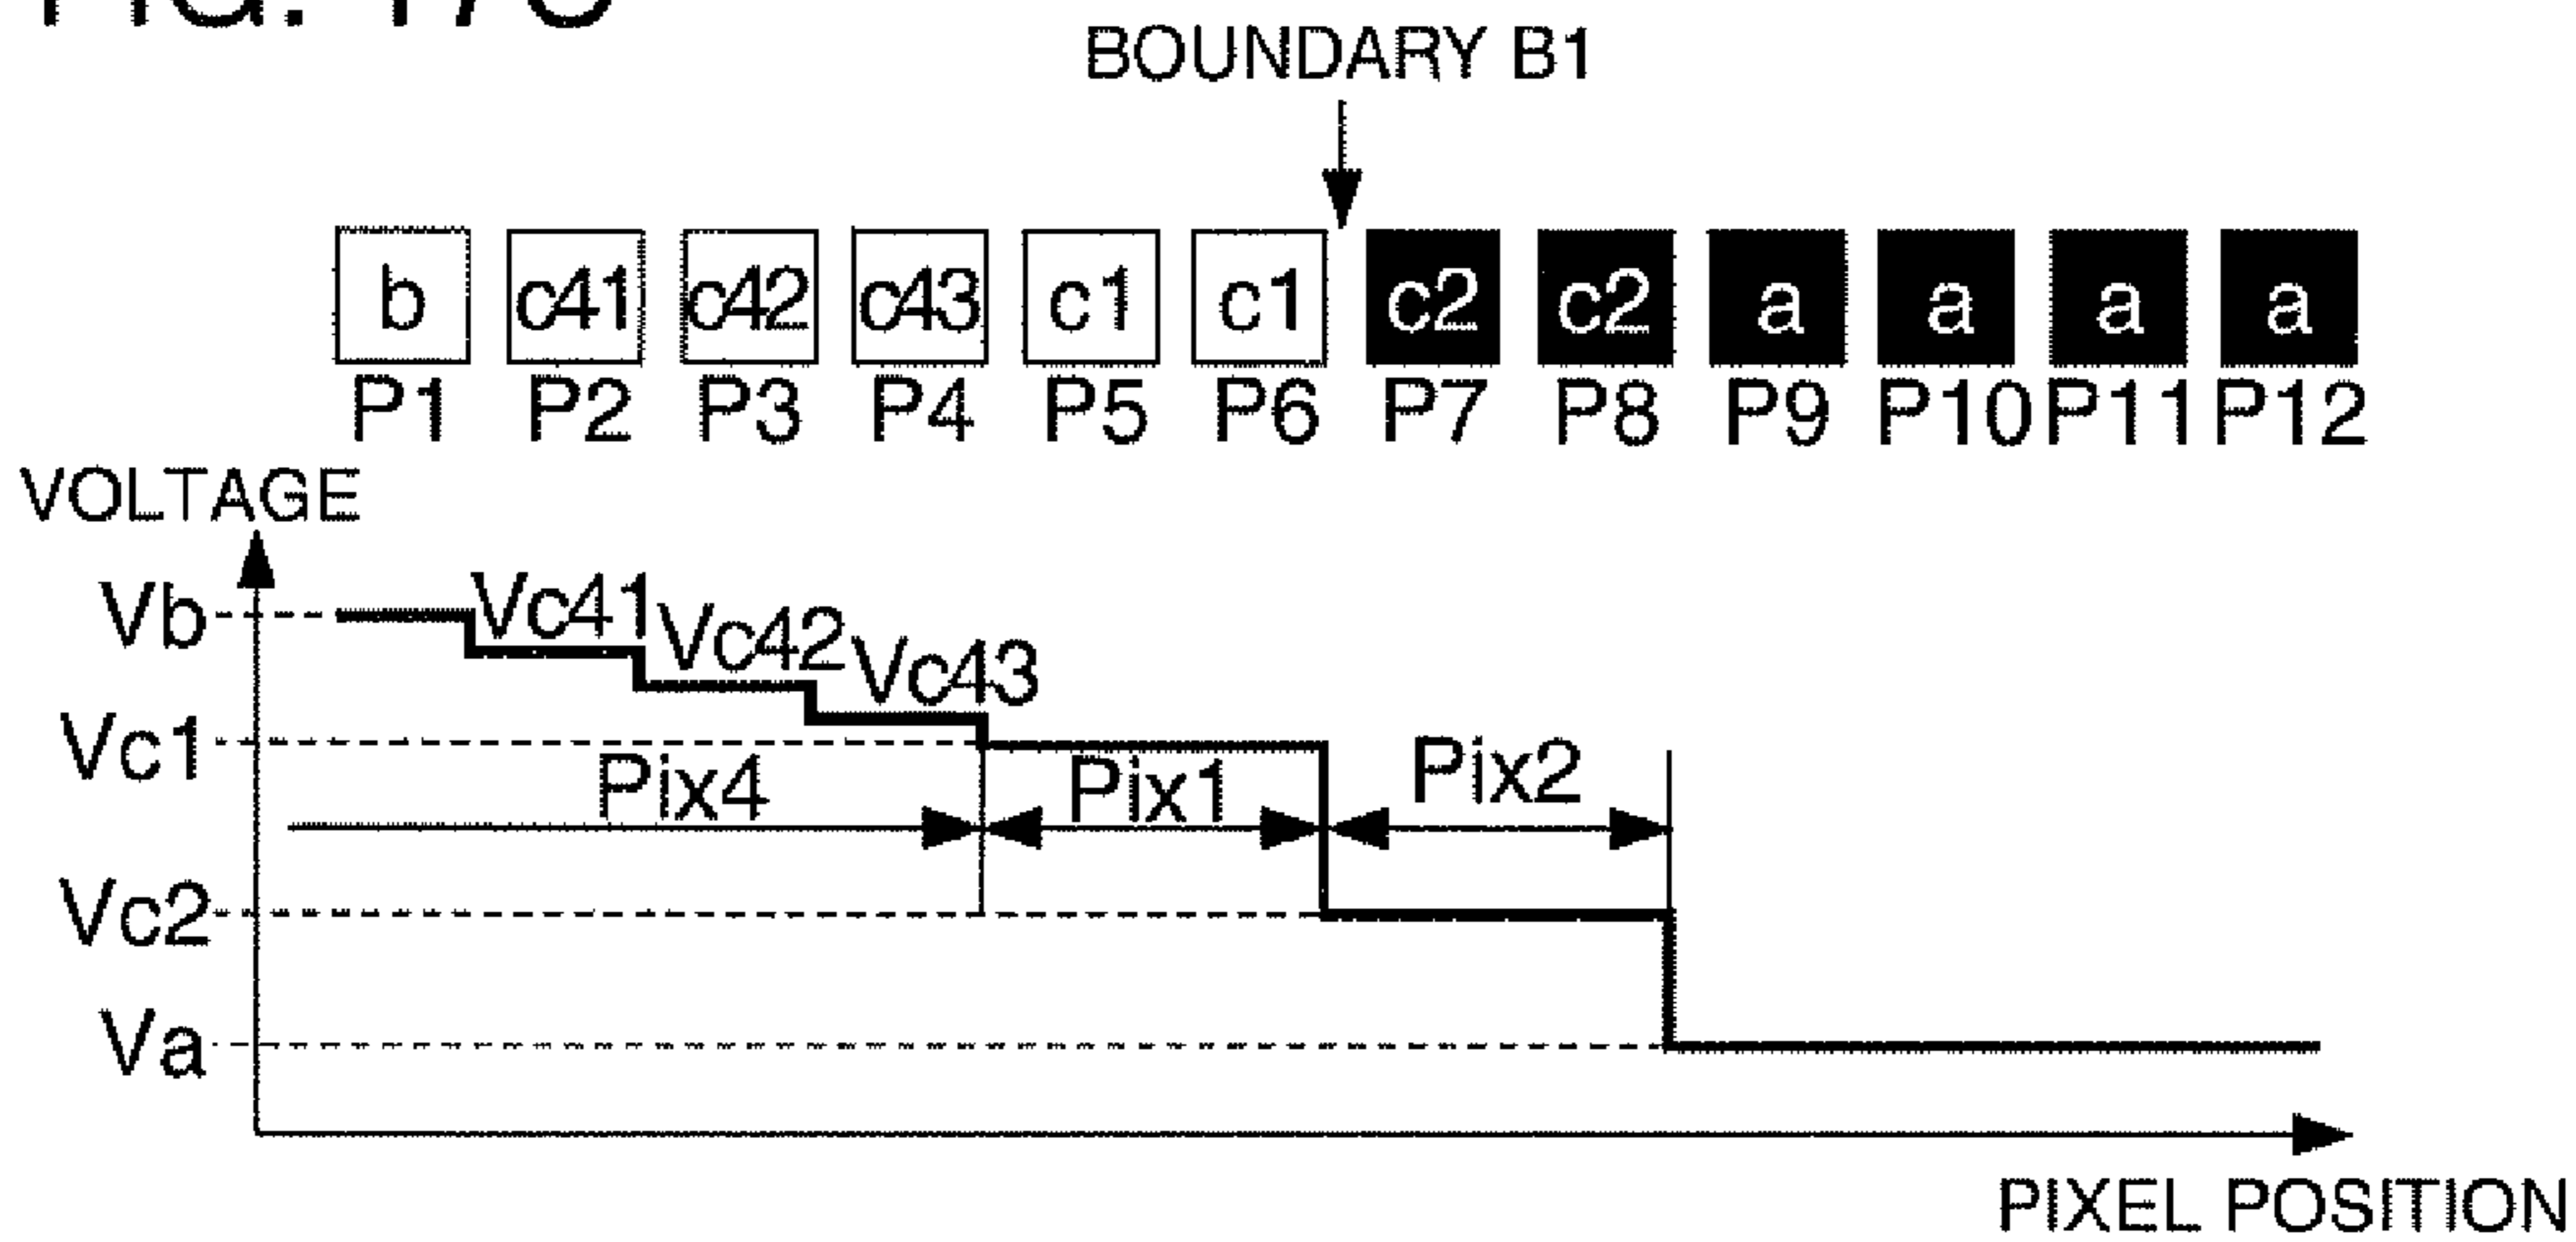 BOUNDARY B1
b c41 c42 c43 c1 c1 c2 c2 a a a a
P1 P2 P3 P4 P5 P6 P7 P8 P9 P10 P11 P12
VOLTAGE
Vb
Vc41
Vc42
Vc43
Vc1
Pix4
Pix1
Pix2
Vc2
Va
PIXEL POSITION